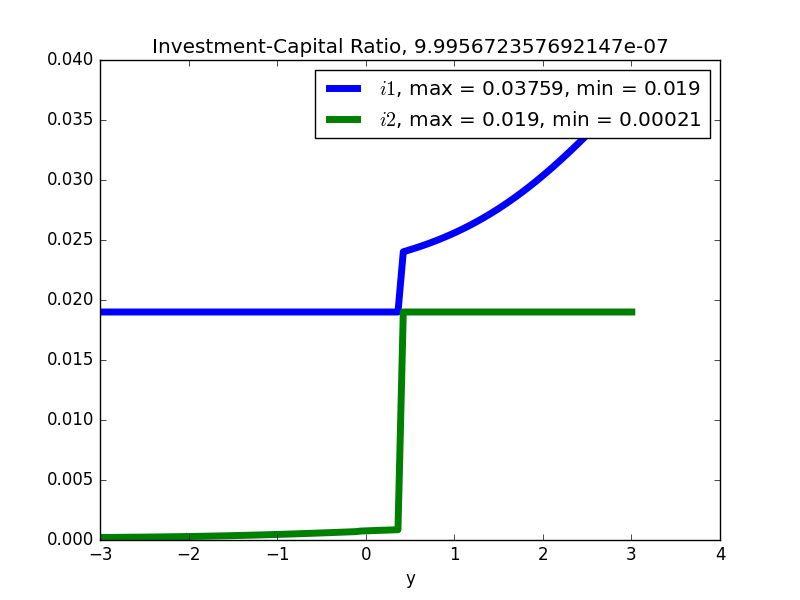 Investment-Capital Ratio, 9.995672357692147e-07
i1, max = 0.03759, min = 0.019
i2, max = 0.019, min = 0.00021
0.040
0.035
0.030
0.025
0.020
0.015
0.010
0.005
0.000
−3 −2 −1 0 1 2 3 4
y